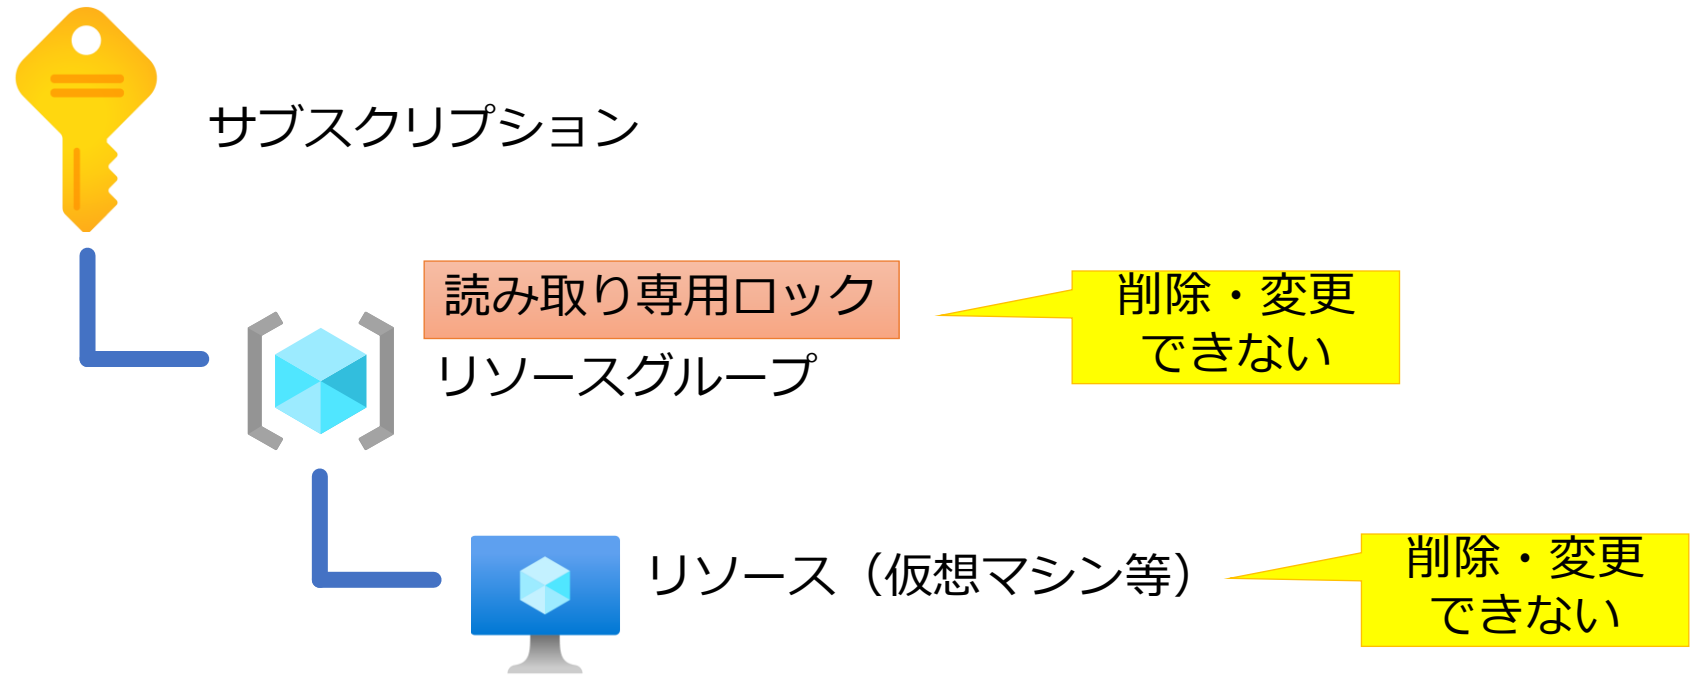 サブスクリプション
読み取り専用ロック
リソースグループ
削除・変更
できない
リソース（仮想マシン等）
削除・変更
できない